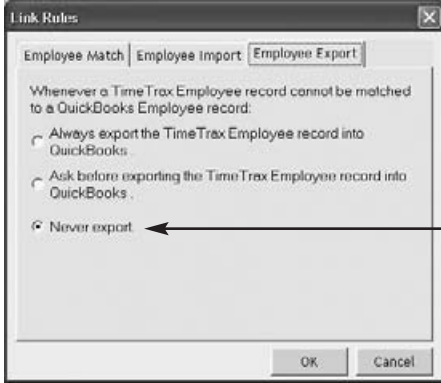 Link Rules
Employee Match Employee Import Employee Export
Whenever a TimeTrax Employee record cannot be matched
to a QuickBooks Employee record:
Always export the TimeTrax Employee record into
QuickBooks .
Ask before exporting the TimeTrax Employee record into
QuickBooks .
Never export
OK Cancel